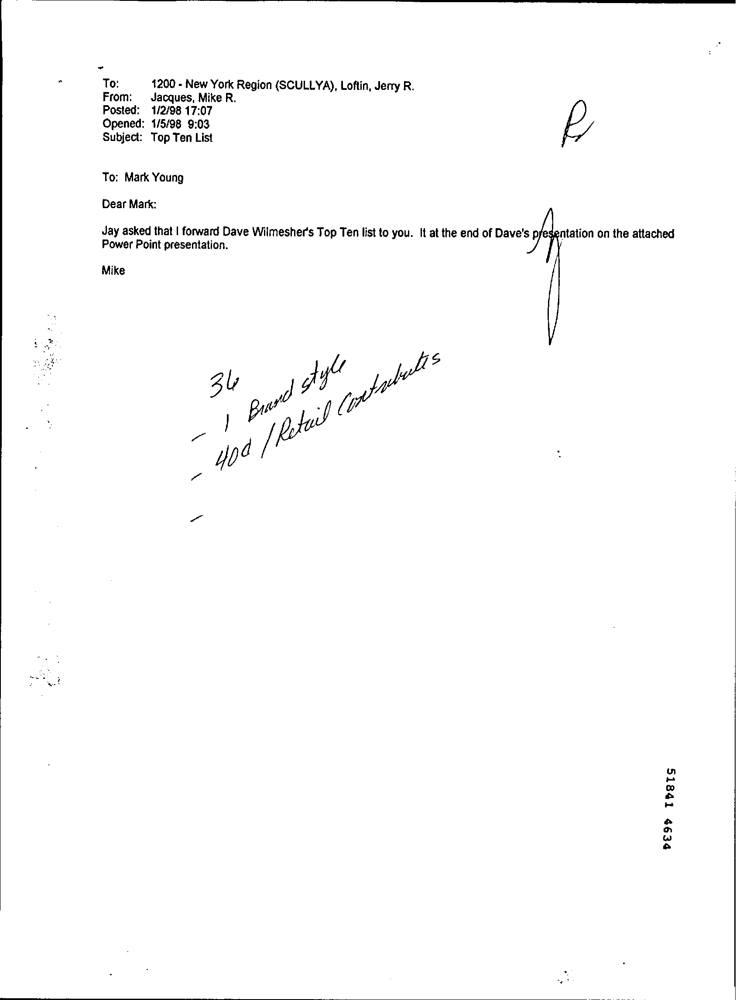 To: 1200 - New York Region (SCULLYA), Loftin, Jerry R.
From: Jacques, Mike R.
Posted: 1/2/98 17:07
Opened: 1/5/98 9:03
Subject: Top Ten List
To: Mark Young
Dear Mark:
Jay asked that I forward Dave Wilmesher's Top Ten list to you. It at the end of Dave's presentation on the attached
Power Point presentation.
Mike
36
- 1 Brand style
- 40d / Retail
-
51841 4634